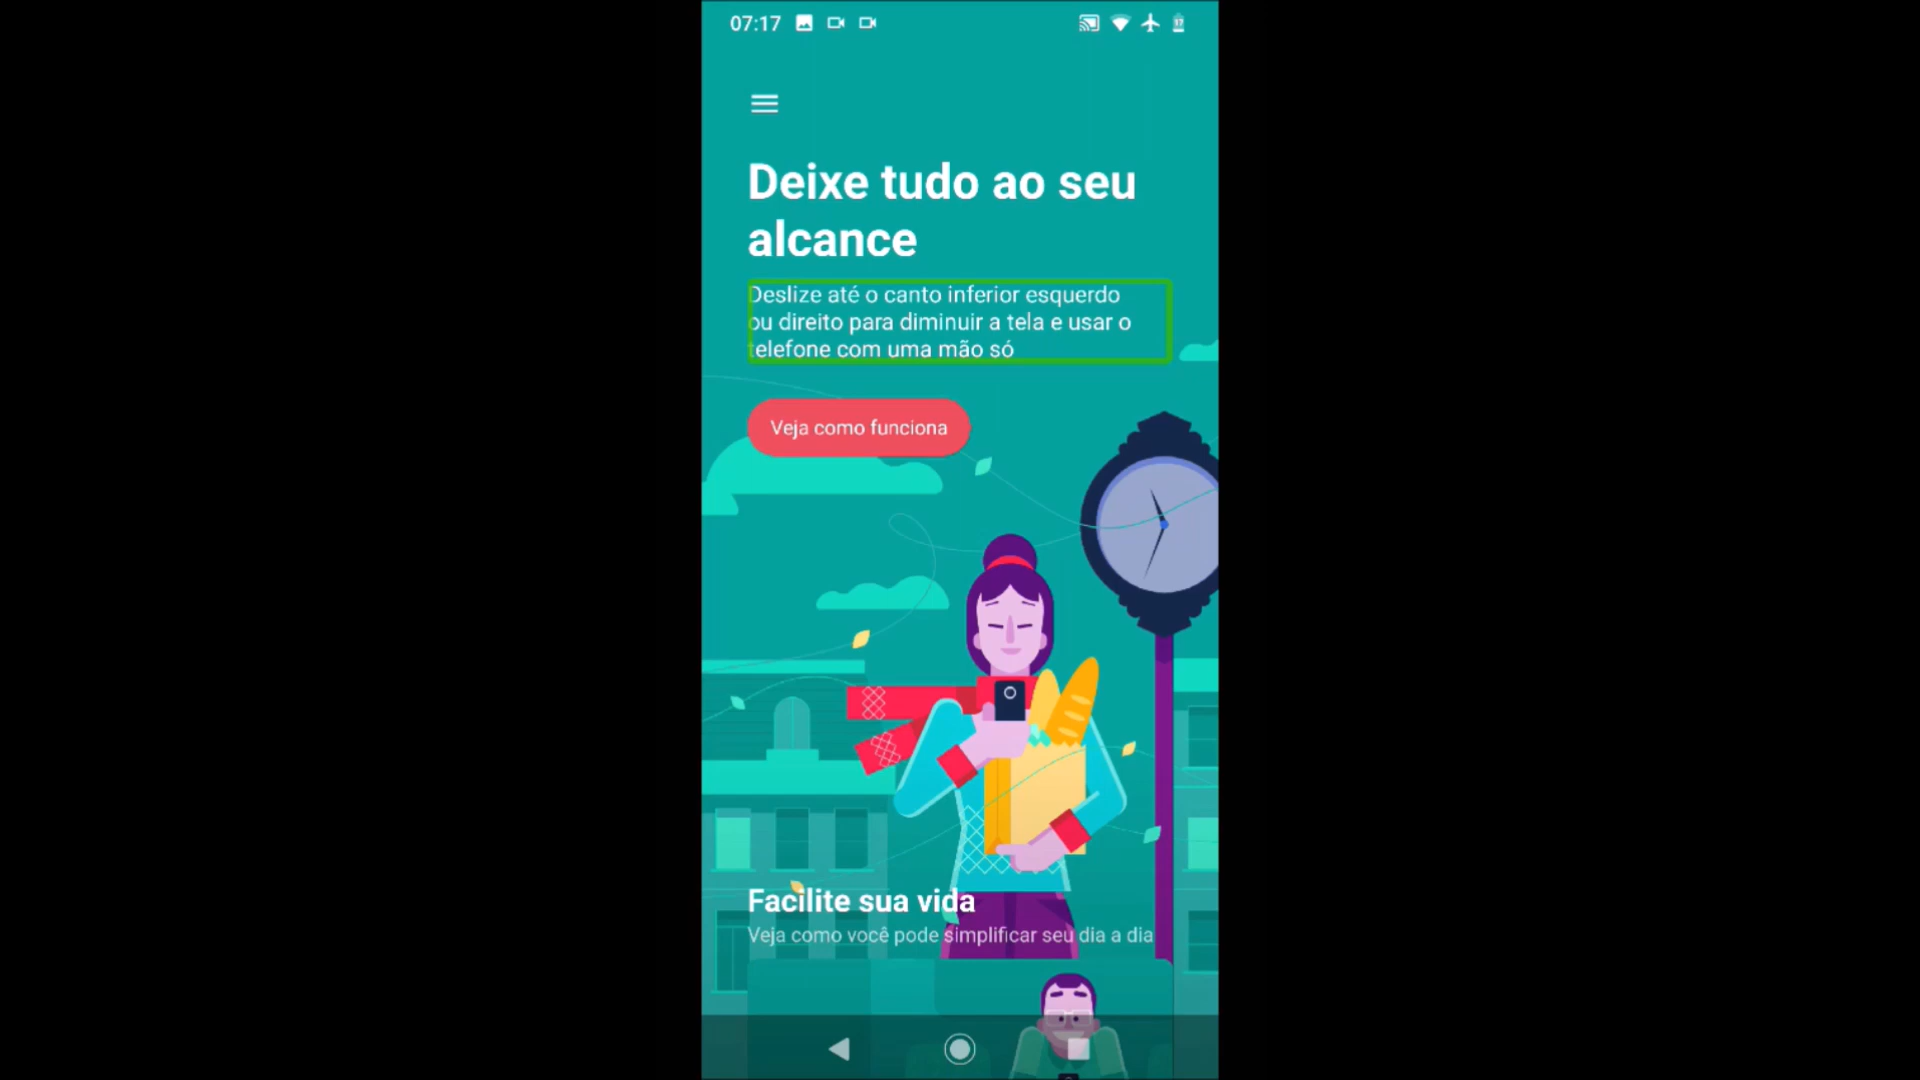 07:17
Deixe tudo ao seu
alcance
Deslize até o canto inferior esquerdo
ou direito para diminuir a tela e usar o
telefone com uma mão só
Veja como funciona
Facilite sua vida
Veja como você pode simplificar seu dia a dia